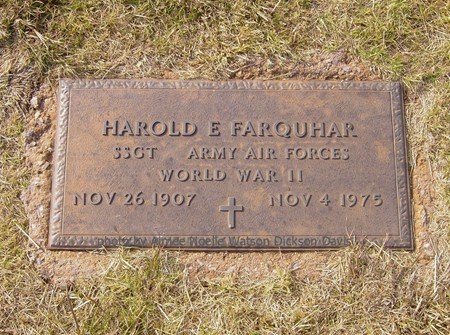 HAROLD E FARQUHAR
SSGT ARMY AIR FORCES
WORLD WAR II
NOV 26 1907 NOV 4 1975
photo by Noelle Watson Dickson Davis